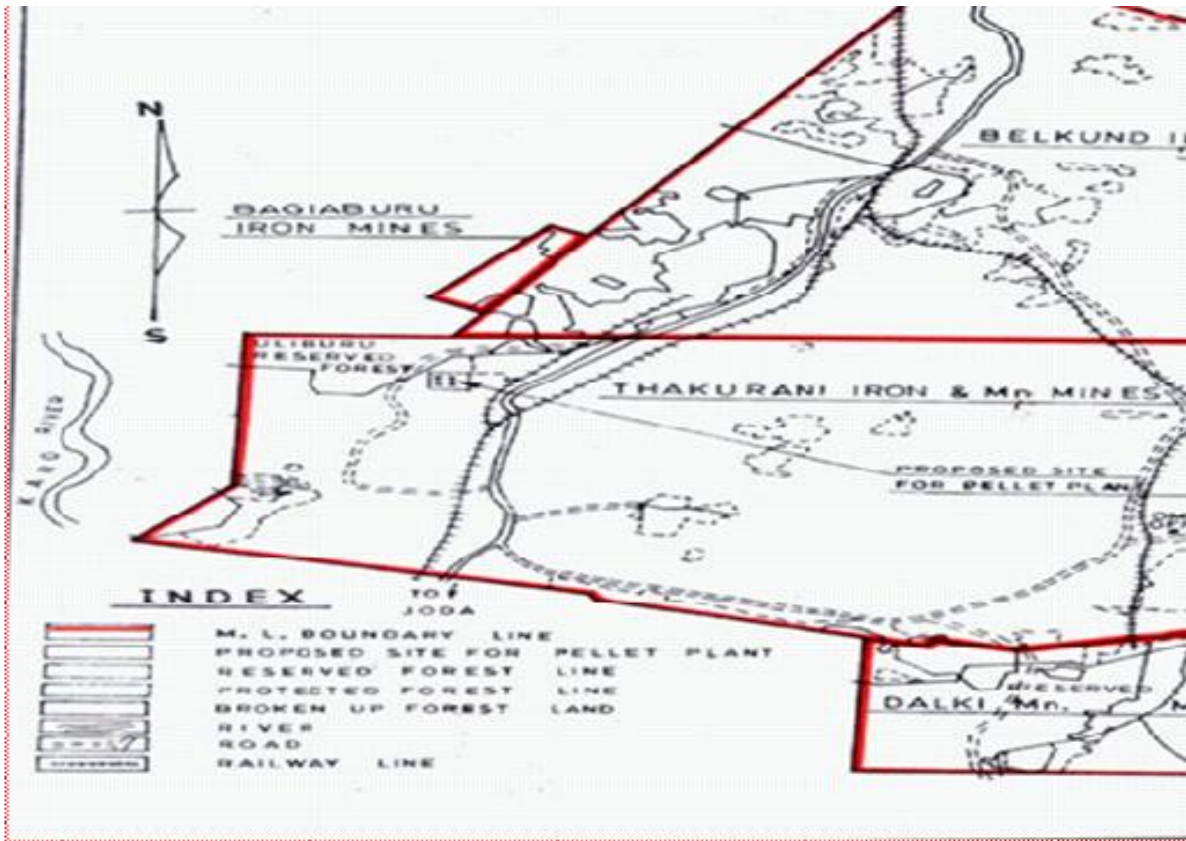 N
BELKUND
BAGIABURU
IRON MINES
S
ULIBURU
RESERVED
FOREST
THAKURANI IRON & Mn MINES
KARO RIVER
PROPOSED SITE
FOR PELLET PLAN
INDEX
TO
JODA
M. L. BOUNDARY LINE
PROPOSED SITE FOR PELLET PLANT
RESERVED FOREST LINE
PROTECTED FOREST LINE
BROKEN UP FOREST LAND
RIVER
ROAD
RAILWAY LINE
RESERVED
DALKI Mn. M